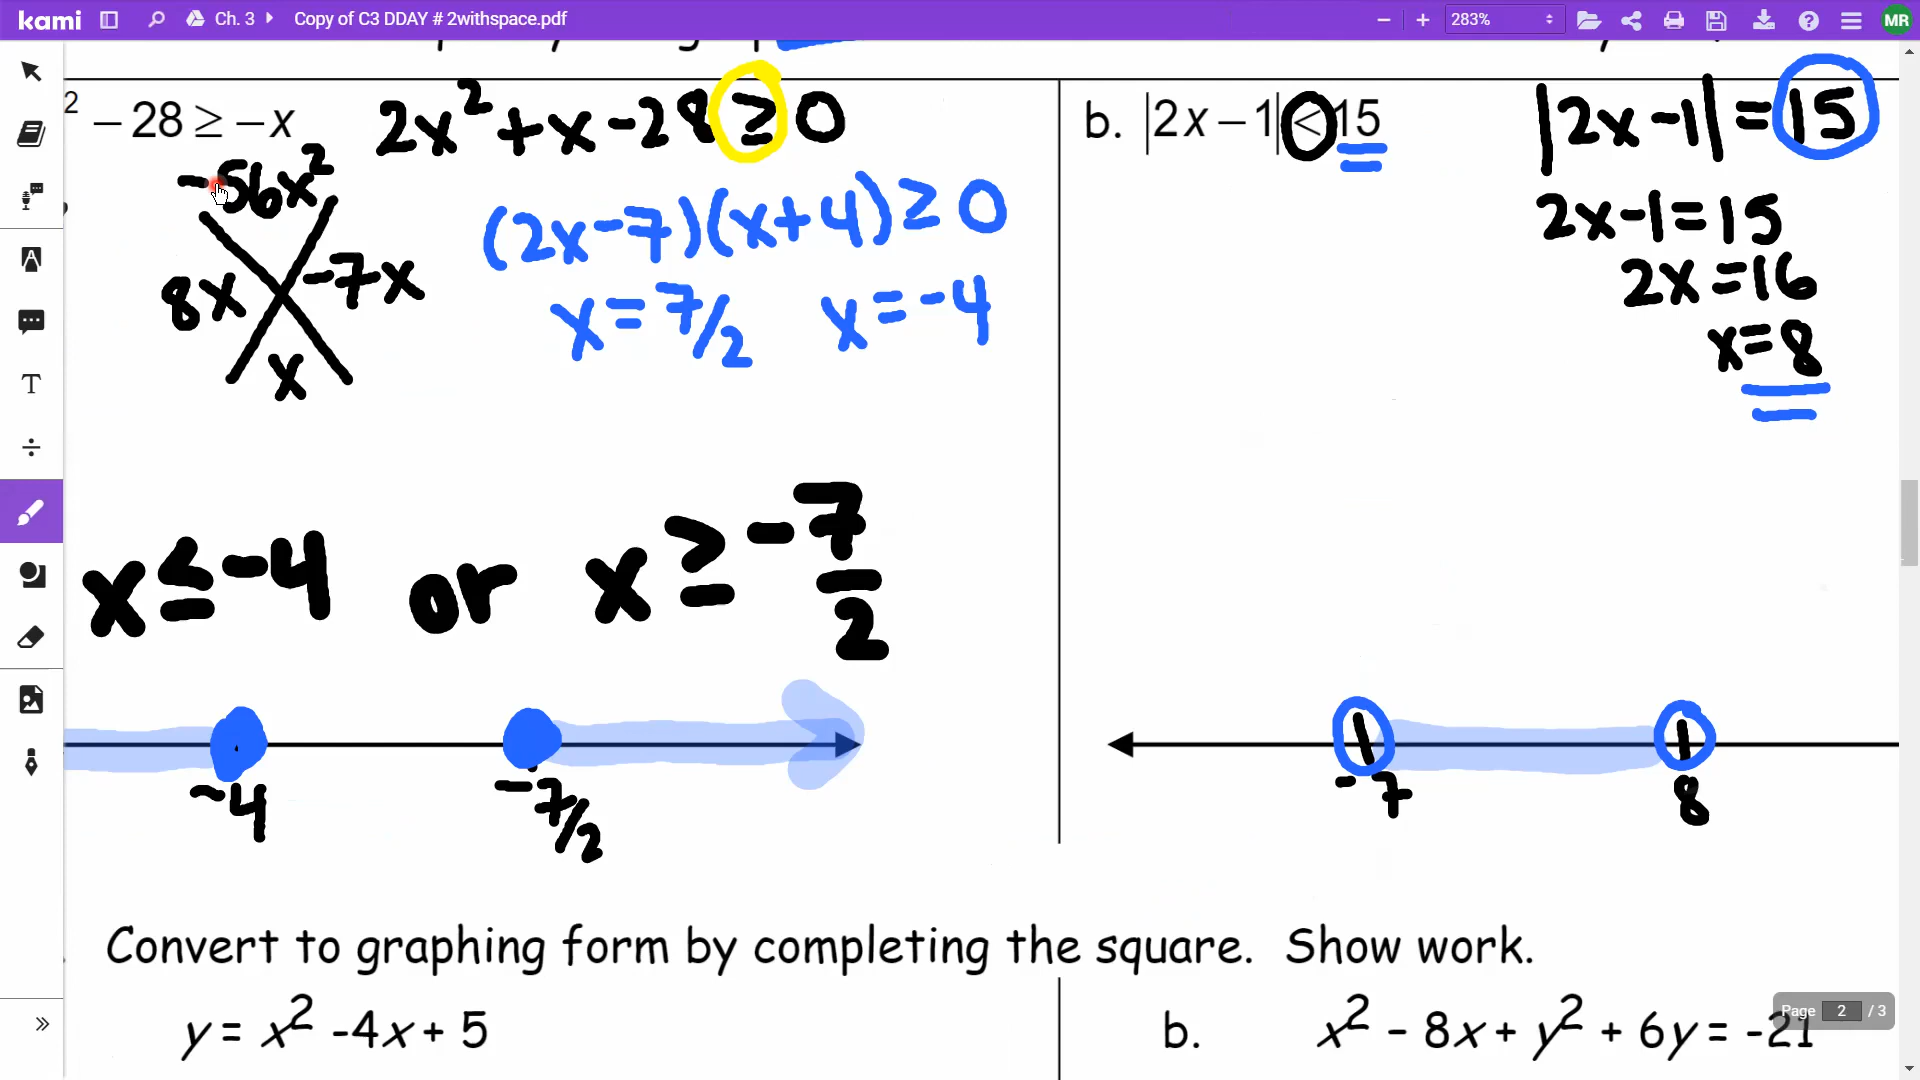 kami Ch. 3 Copy of C3 DDAY # 2withspace.pdf 283% MR
2 - 28 ≥ -x
2x² + x - 28 ≥ 0
-56x²
8x -7x
x
(2x-7)(x+4) ≥ 0
x = 7/2 x = -4
x ≤ -4 or x ≥ -7/2
-4 -7/2
b. |2x - 1| < 15
|2x - 1| = 15
2x - 1 = 15
2x = 16
x = 8
-7 8
Convert to graphing form by completing the square. Show work.
y = x² - 4x + 5
b. x² - 8x + y² + 6y = -21
Page 2 / 3